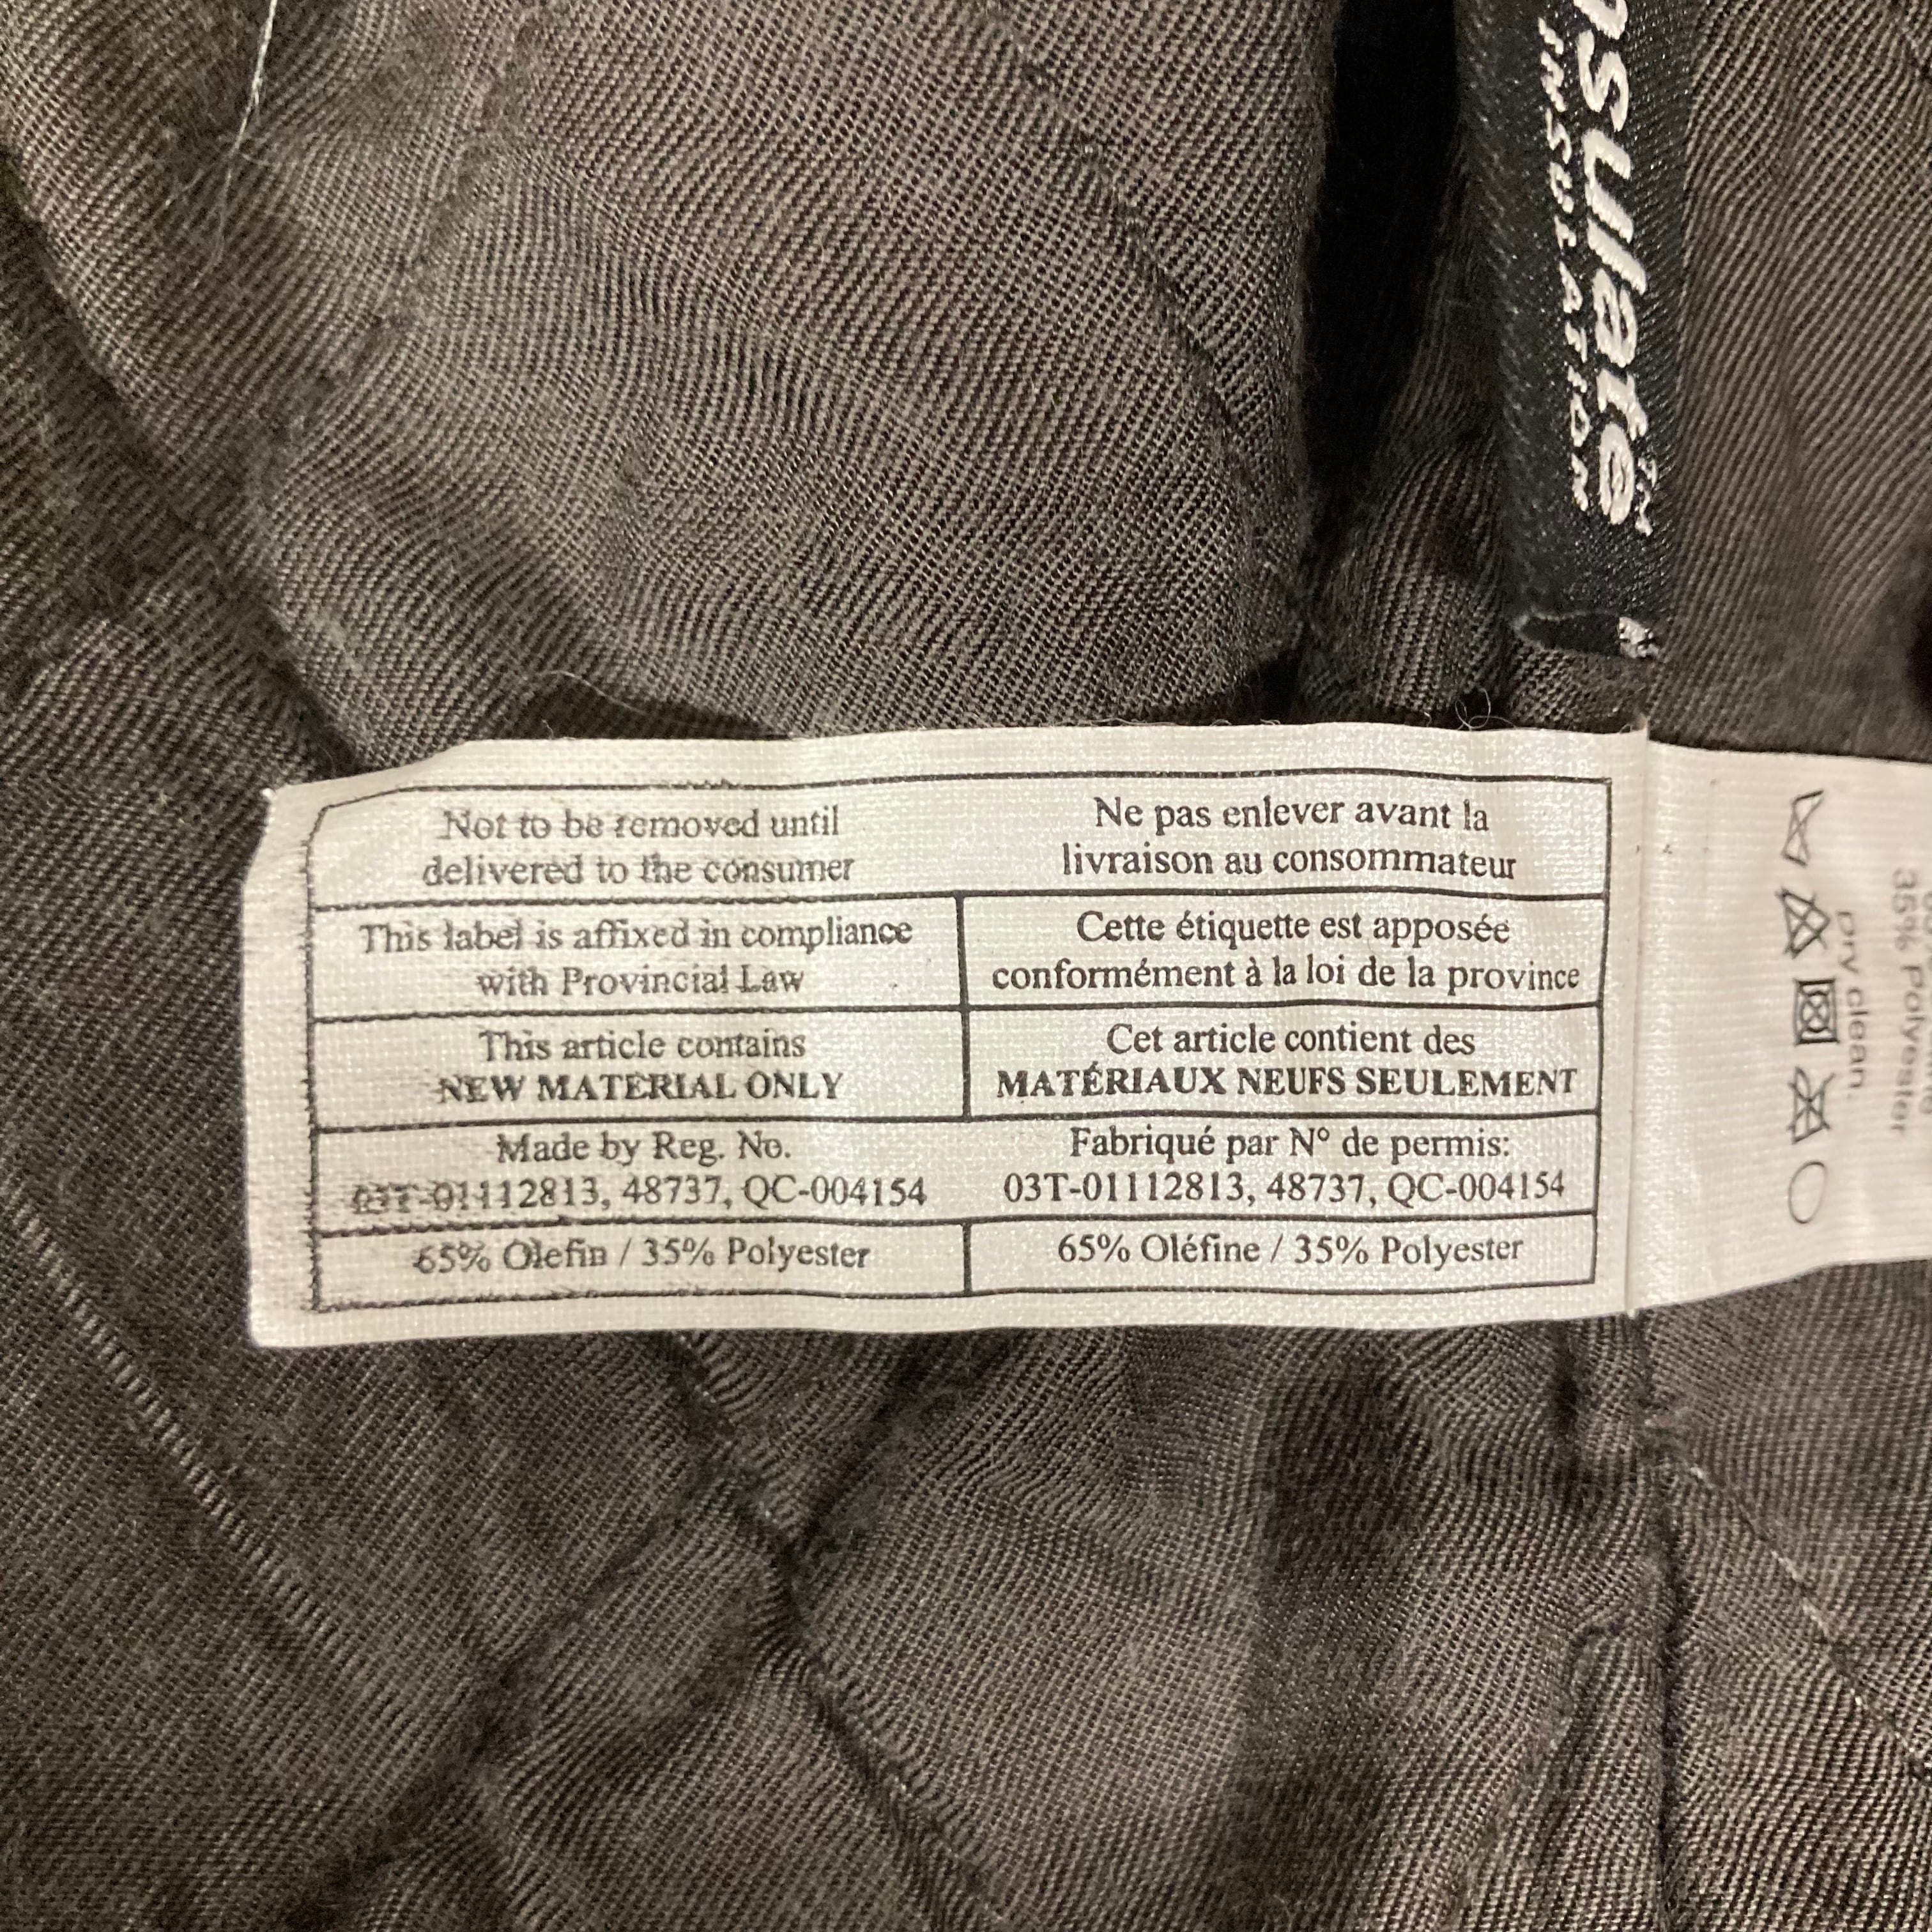 sulate™
INSULATION
Not to be removed until
delivered to the consumer
Ne pas enlever avant la
livraison au consommateur
This label is affixed in compliance
with Provincial Law
Cette étiquette est apposée
conformément à la loi de la province
This article contains
NEW MATERIAL ONLY
Cet article contient des
MATÉRIAUX NEUFS SEULEMENT
Made by Reg. No.
03T-01112813, 48737, QC-004154
Fabriqué par N° de permis:
03T-01112813, 48737, QC-004154
65% Olefin / 35% Polyester
65% Oléfine / 35% Polyester
35% Polyester
Dry clean.